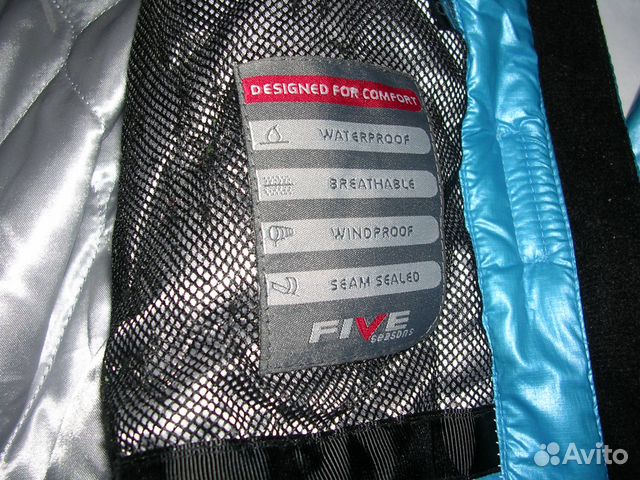 DESIGNED FOR COMFORT
WATERPROOF
BREATHABLE
WINDPROOF
SEAM SEALED
FIVE
seasons
Avito